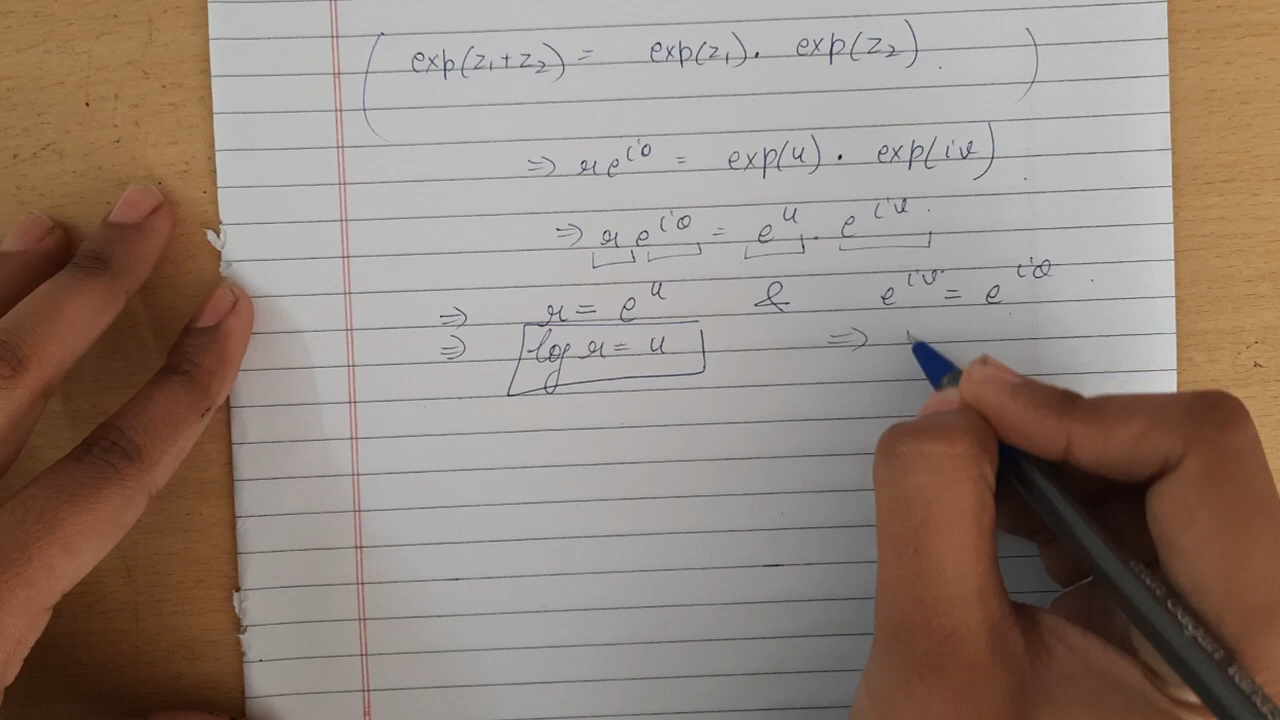 ( exp(z₁+z₂) = exp(z₁). exp(z₂). )
⇒ re^{iθ} = exp(u). exp(iv).
⇒ re^{iθ} = e^{u}. e^{iv}.
⇒ r = e^{u} & e^{iv} = e^{iθ}.
⇒ log r = u ⇒